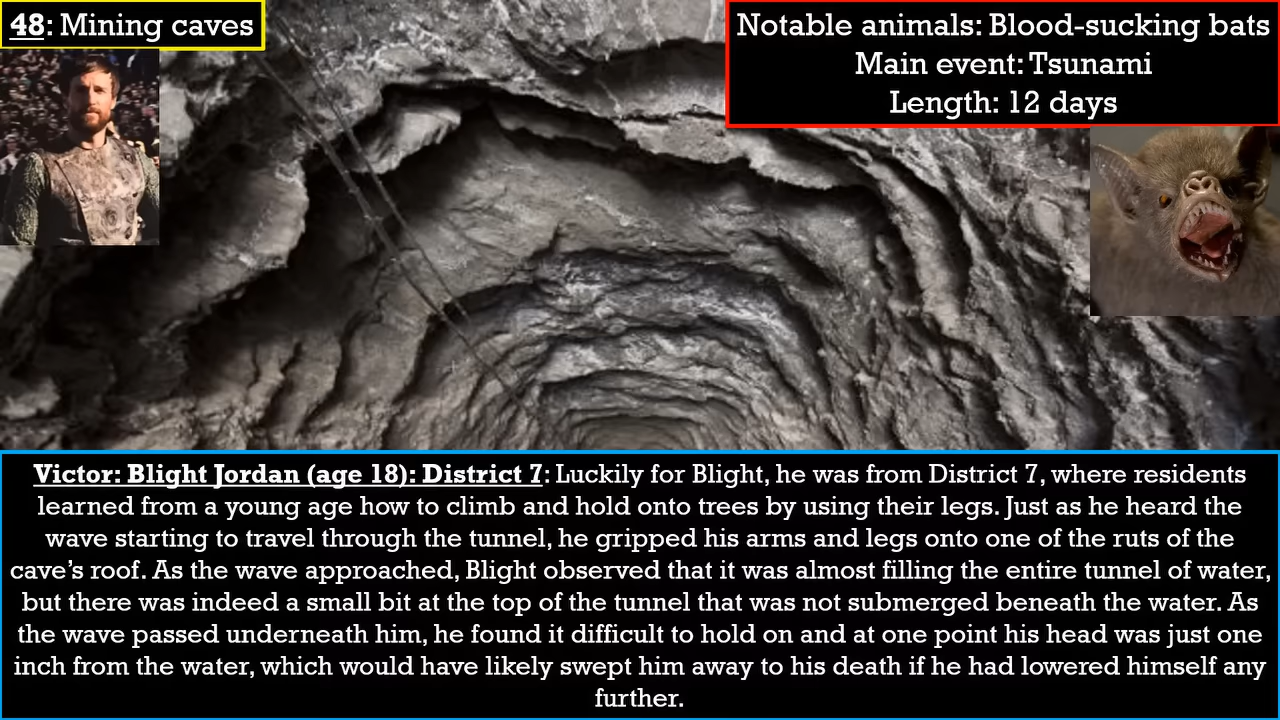 48: Mining caves
Notable animals: Blood-sucking bats
Main event: Tsunami
Length: 12 days
Victor: Blight Jordan (age 18): District 7: Luckily for Blight, he was from District 7, where residents
learned from a young age how to climb and hold onto trees by using their legs. Just as he heard the
wave starting to travel through the tunnel, he gripped his arms and legs onto one of the ruts of the
cave’s roof. As the wave approached, Blight observed that it was almost filling the entire tunnel of water,
but there was indeed a small bit at the top of the tunnel that was not submerged beneath the water. As
the wave passed underneath him, he found it difficult to hold on and at one point his head was just one
inch from the water, which would have likely swept him away to his death if he had lowered himself any
further.